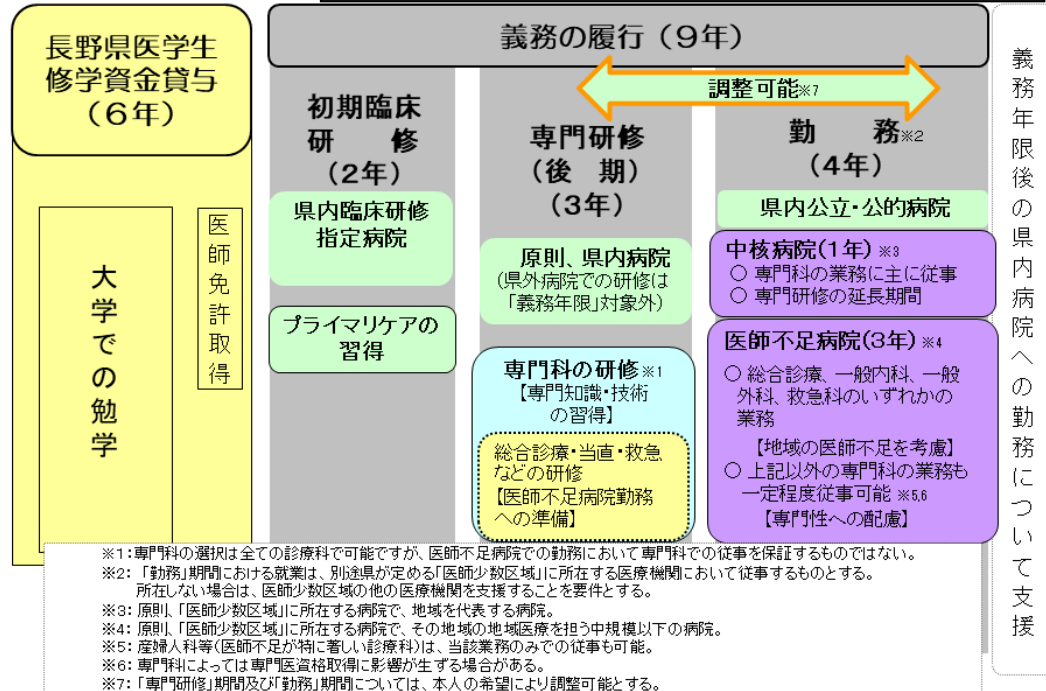 長野県医学生
修学資金貸与
（6年）
大学での勉学
医師免許取得
義務の履行（9年）
調整可能※7
初期臨床
研　修
（2年）
県内臨床研修
指定病院
プライマリケアの
習得
専門研修
（後　期）
（3年）
原則、県内病院
(県外病院での研修は
「義務年限」対象外)
専門科の研修※1
【専門知識・技術
の習得】
総合診療・当直・救急
などの研修
【医師不足病院勤務
への準備】
勤　務※2
（4年）
県内公立・公的病院
中核病院(1年) ※3
○ 専門科の業務に主に従事
○ 専門研修の延長期間
医師不足病院(3年) ※4
○ 総合診療、一般内科、一般
外科、救急科のいずれかの
業務
【地域の医師不足を考慮】
○ 上記以外の専門科の業務も
一定程度従事可能 ※5,6
【専門性への配慮】
義務年限後の県内病院への勤務について支援
※1：専門科の選択は全ての診療科で可能ですが、医師不足病院での勤務において専門科での従事を保証するものではない。
※2：「勤務」期間における就業は、別途県が定める「医師少数区域」に所在する医療機関において従事するものとする。
所在しない場合は、医師少数区域の他の医療機関を支援することを要件とする。
※3：原則、「医師少数区域」に所在する病院で、地域を代表する病院。
※4：原則、「医師少数区域」に所在する病院で、その地域の地域医療を担う中規模以下の病院。
※5：産婦人科等(医師不足が特に著しい診療科)は、当該業務のみでの従事も可能。
※6：専門科によっては専門医資格取得に影響が生ずる場合がある。
※7：「専門研修」期間及び「勤務」期間については、本人の希望により調整可能とする。